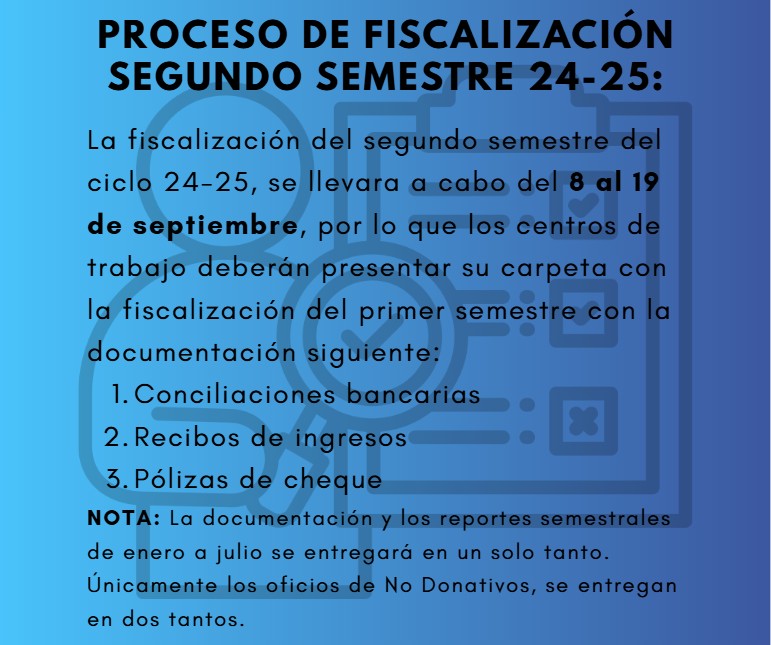 PROCESO DE FISCALIZACIÓN
SEGUNDO SEMESTRE 24-25:
La fiscalización del segundo semestre del
ciclo 24-25, se llevara a cabo del 8 al 19
de septiembre, por lo que los centros de
trabajo deberán presentar su carpeta con
la fiscalización del primer semestre con la
documentación siguiente:
1. Conciliaciones bancarias
2. Recibos de ingresos
3. Pólizas de cheque
NOTA: La documentación y los reportes semestrales
de enero a julio se entregará en un solo tanto.
Únicamente los oficios de No Donativos, se entregan
en dos tantos.